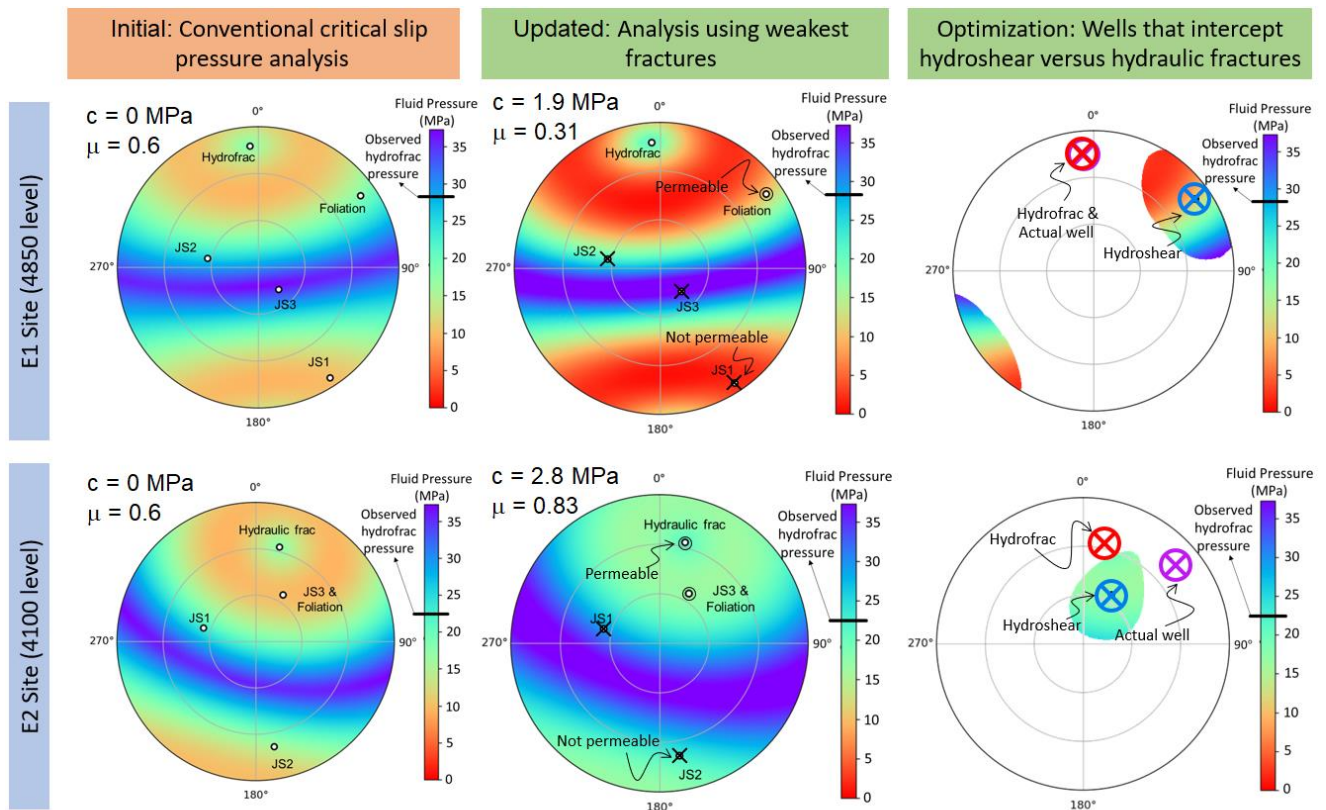 Initial: Conventional critical slip
pressure analysis
Updated: Analysis using weakest
fractures
Optimization: Wells that intercept
hydroshear versus hydraulic fractures
E1 Site (4850 level)
c = 0 MPa
μ = 0.6
0°
Fluid Pressure
(MPa)
Observed
hydrofrac
pressure
35
30
25
20
15
10
5
0
Hydrofrac
Foliation
JS2
270°
90°
JS3
JS1
180°
c = 1.9 MPa
μ = 0.31
0°
Fluid Pressure
(MPa)
Observed
hydrofrac
pressure
35
30
25
20
15
10
5
0
Hydrofrac
Permeable
Foliation
JS2
270°
90°
JS3
Not permeable
JS1
180°
0°
Fluid Pressure
(MPa)
Observed
hydrofrac
pressure
35
30
25
20
15
10
5
0
Hydrofrac &
Actual well
Hydroshear
270°
90°
180°
E2 Site (4100 level)
c = 0 MPa
μ = 0.6
0°
Fluid Pressure
(MPa)
Observed
hydrofrac
pressure
35
30
25
20
15
10
5
0
Hydraulic frac
JS3 &
Foliation
JS1
270°
90°
JS2
180°
c = 2.8 MPa
μ = 0.83
0°
Fluid Pressure
(MPa)
Observed
hydrofrac
pressure
35
30
25
20
15
10
5
0
Hydraulic frac
Permeable
JS3 &
Foliation
JS1
270°
90°
Not permeable
JS2
180°
0°
Fluid Pressure
(MPa)
Observed
hydrofrac
pressure
35
30
25
20
15
10
5
0
Hydrofrac
Hydroshear
Actual well
270°
90°
180°